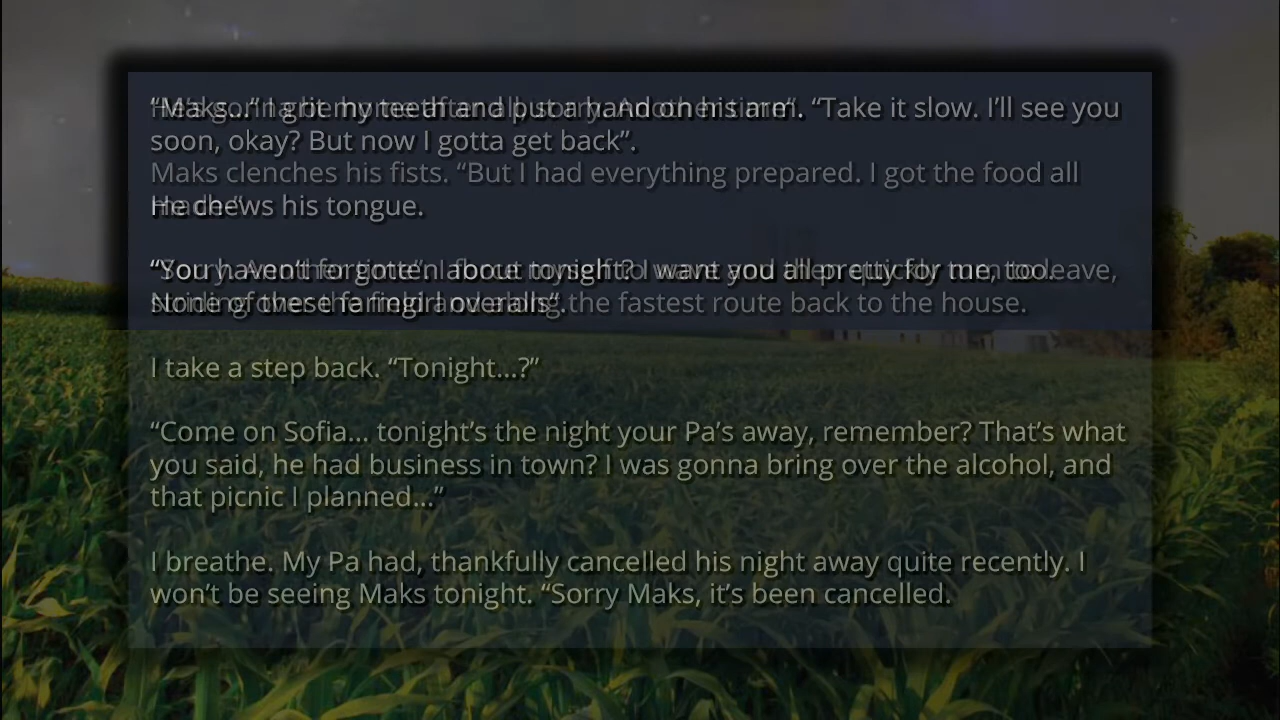 “Maks...” I grit my teeth and put a hand on his arm”. “Take it slow. I’ll see you
soon, okay? But now I gotta get back”.
Maks clenches his fists. “But I had everything prepared. I got the food all
made-”
He chews his tongue.
“You haven’t forgotten about tonight? I want you all pretty for me, too.
None of these farmgirl overalls”.
to leave,
the fastest route back to the house.
I take a step back. “Tonight...?”
“Come on Sofia... tonight’s the night your Pa’s away, remember? That’s what
you said, he had business in town? I was gonna bring over the alcohol, and
that picnic I planned...”
I breathe. My Pa had, thankfully cancelled his night away quite recently. I
won’t be seeing Maks tonight. “Sorry Maks, it’s been cancelled.